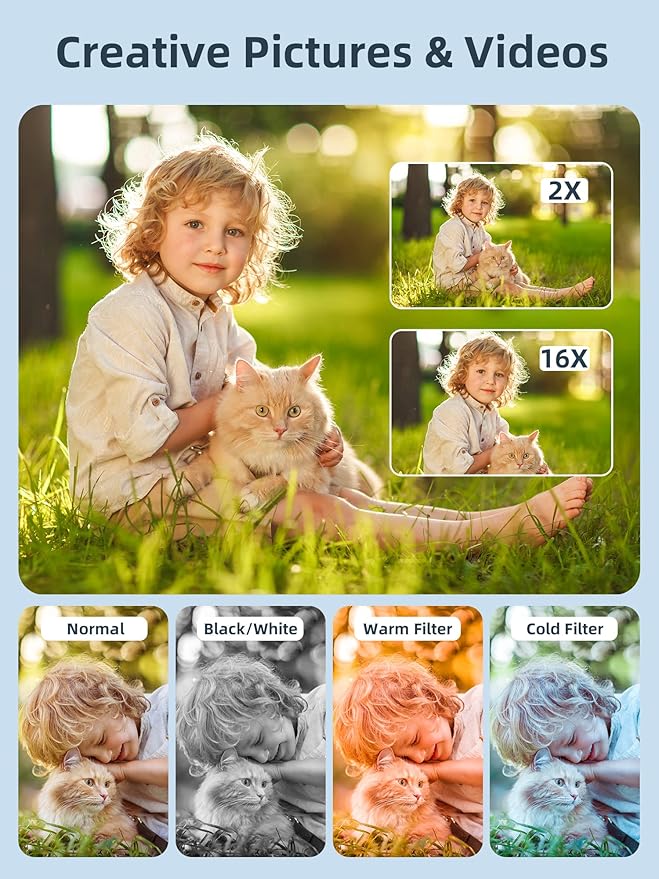 Creative Pictures & Videos
2X
16X
Normal
Black/White
Warm Filter
Cold Filter